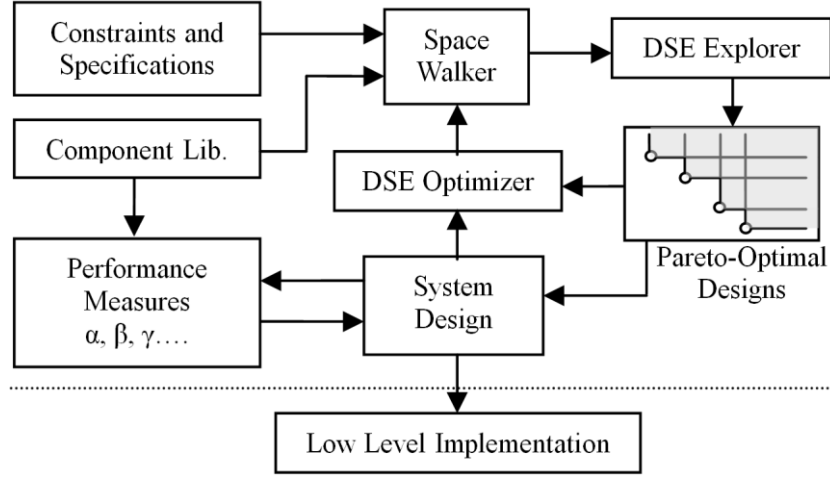 Constraints and
Specifications
Space
Walker
DSE Explorer
Component Lib.
DSE Optimizer
Pareto-Optimal
Designs
Performance
Measures
α, β, γ....
System
Design
Low Level Implementation